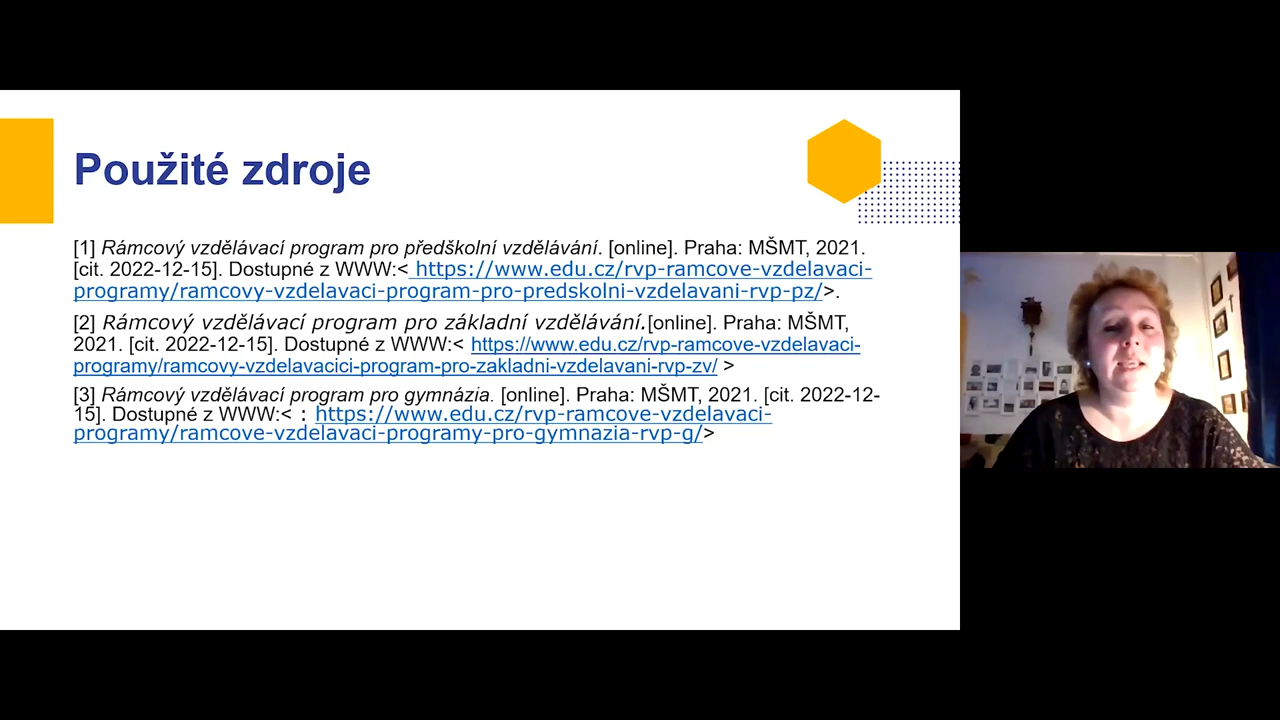 Použité zdroje
[1] Rámcový vzdělávací program pro předškolní vzdělávání. [online]. Praha: MŠMT, 2021.
[cit. 2022-12-15]. Dostupné z WWW:< https://www.edu.cz/rvp-ramcove-vzdelavaci-
programy/ramcovy-vzdelavaci-program-pro-predskolni-vzdelavani-rvp-pz/>.
[2] Rámcový vzdělávací program pro základní vzdělávání.[online]. Praha: MŠMT,
2021. [cit. 2022-12-15]. Dostupné z WWW:< https://www.edu.cz/rvp-ramcove-vzdelavaci-
programy/ramcovy-vzdelavacici-program-pro-zakladni-vzdelavani-rvp-zv/ >
[3] Rámcový vzdělávací program pro gymnázia. [online]. Praha: MŠMT, 2021. [cit. 2022-12-
15]. Dostupné z WWW:< : https://www.edu.cz/rvp-ramcove-vzdelavaci-
programy/ramcove-vzdelavaci-programy-pro-gymnazia-rvp-g/>